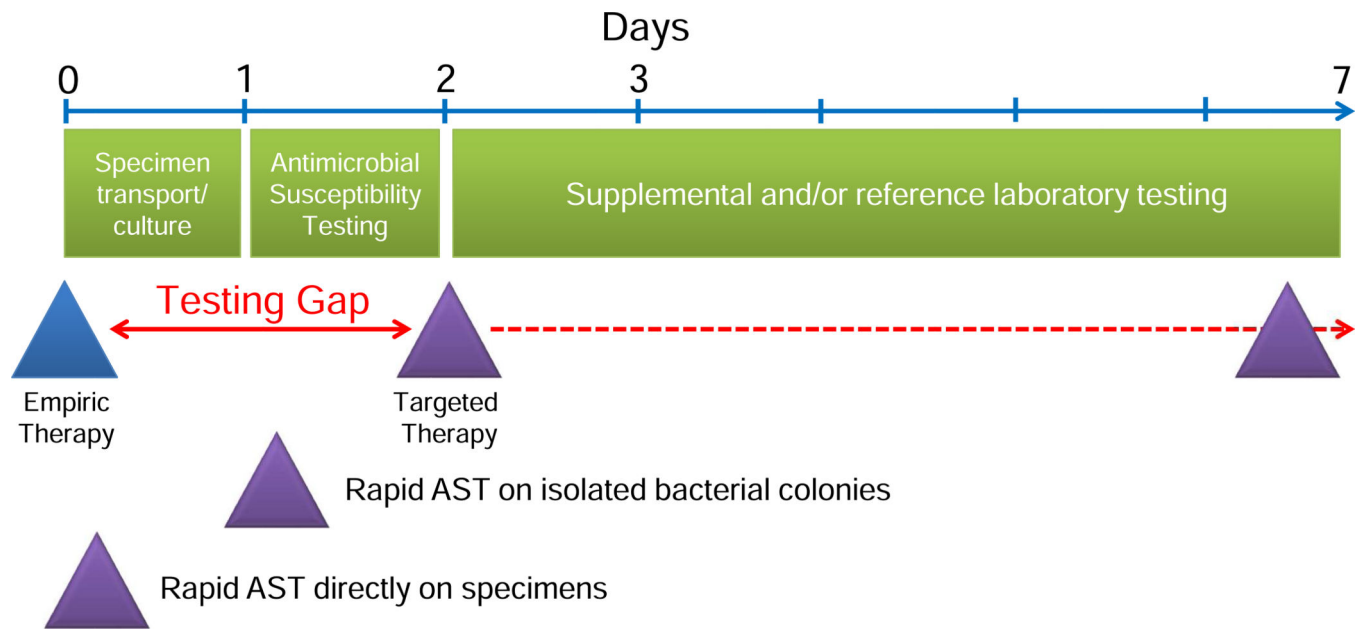 Days
0 1 2 3 7
Specimen
transport/
culture
Antimicrobial
Susceptibility
Testing
Supplemental and/or reference laboratory testing
Testing Gap
Empiric
Therapy
Targeted
Therapy
Rapid AST on isolated bacterial colonies
Rapid AST directly on specimens